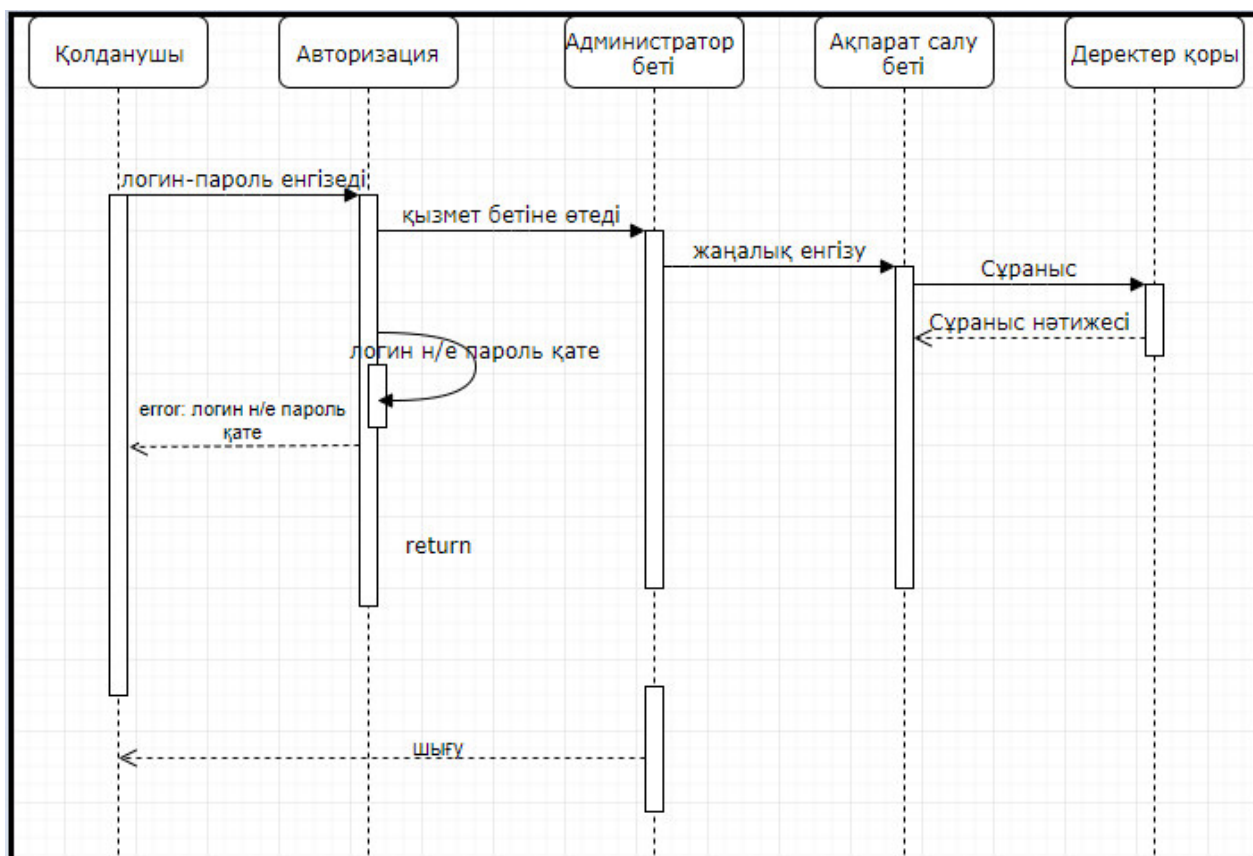 Қолданушы
Авторизация
Администратор
беті
Ақпарат салу
беті
Деректер қоры
логин-пароль енгізеді
қызмет бетіне өтеді
жаңалық енгізу
Сұраныс
Сұраныс нәтижесі
логин н/е пароль қате
error: логин н/е пароль
қате
return
шығу